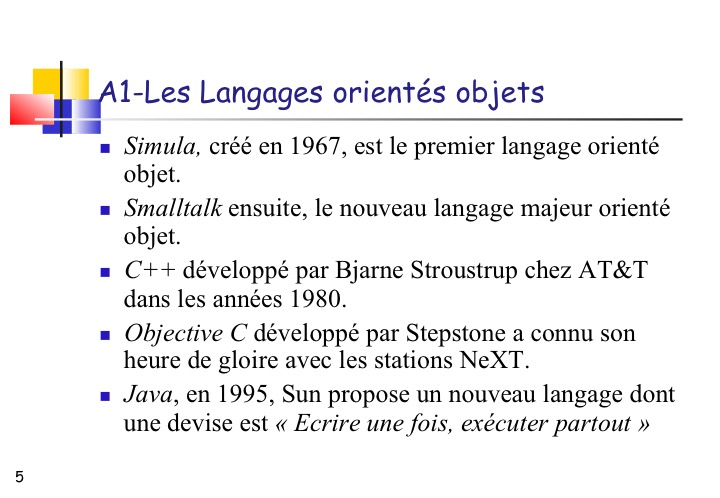 A1-Les Langages orientés objets
Simula, créé en 1967, est le premier langage orienté
objet.
Smalltalk ensuite, le nouveau langage majeur orienté
objet.
C++ développé par Bjarne Stroustrup chez AT&T
dans les années 1980.
Objective C développé par Stepstone a connu son
heure de gloire avec les stations NeXT.
Java, en 1995, Sun propose un nouveau langage dont
une devise est « Ecrire une fois, exécuter partout »
5